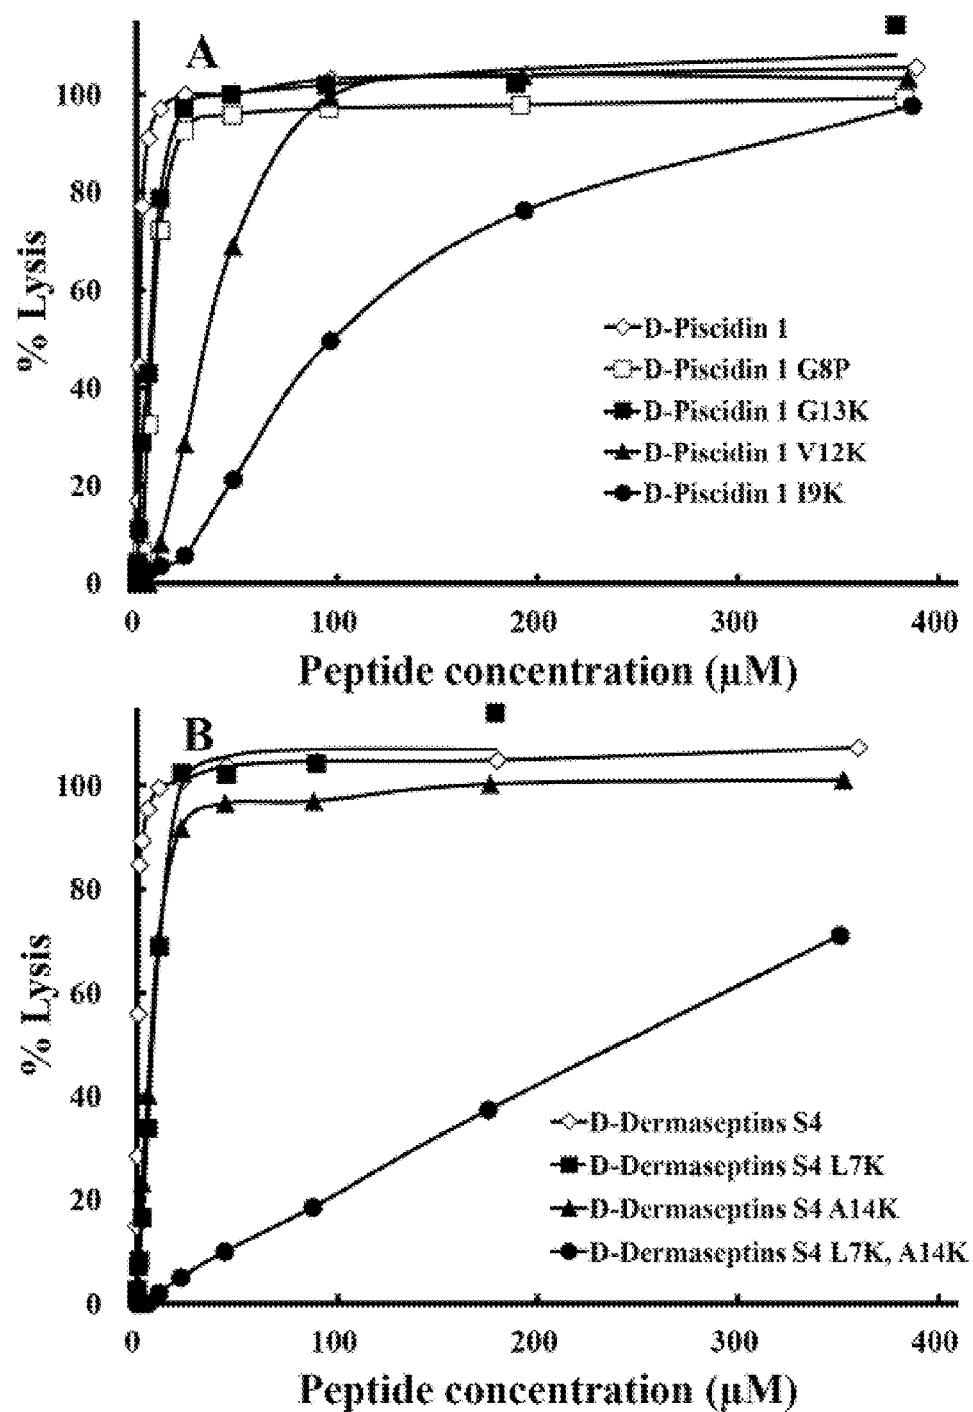 A
100
80
60
40
20
0
% Lysis
D-Piscidin 1
D-Piscidin 1 G8P
D-Piscidin 1 G13K
D-Piscidin 1 V12K
D-Piscidin 1 I9K
0 100 200 300 400
Peptide concentration (µM)
B
100
80
60
40
20
0
% Lysis
D-Dermaseptins S4
D-Dermaseptins S4 L7K
D-Dermaseptins S4 A14K
D-Dermaseptins S4 L7K, A14K
0 100 200 300 400
Peptide concentration (µM)